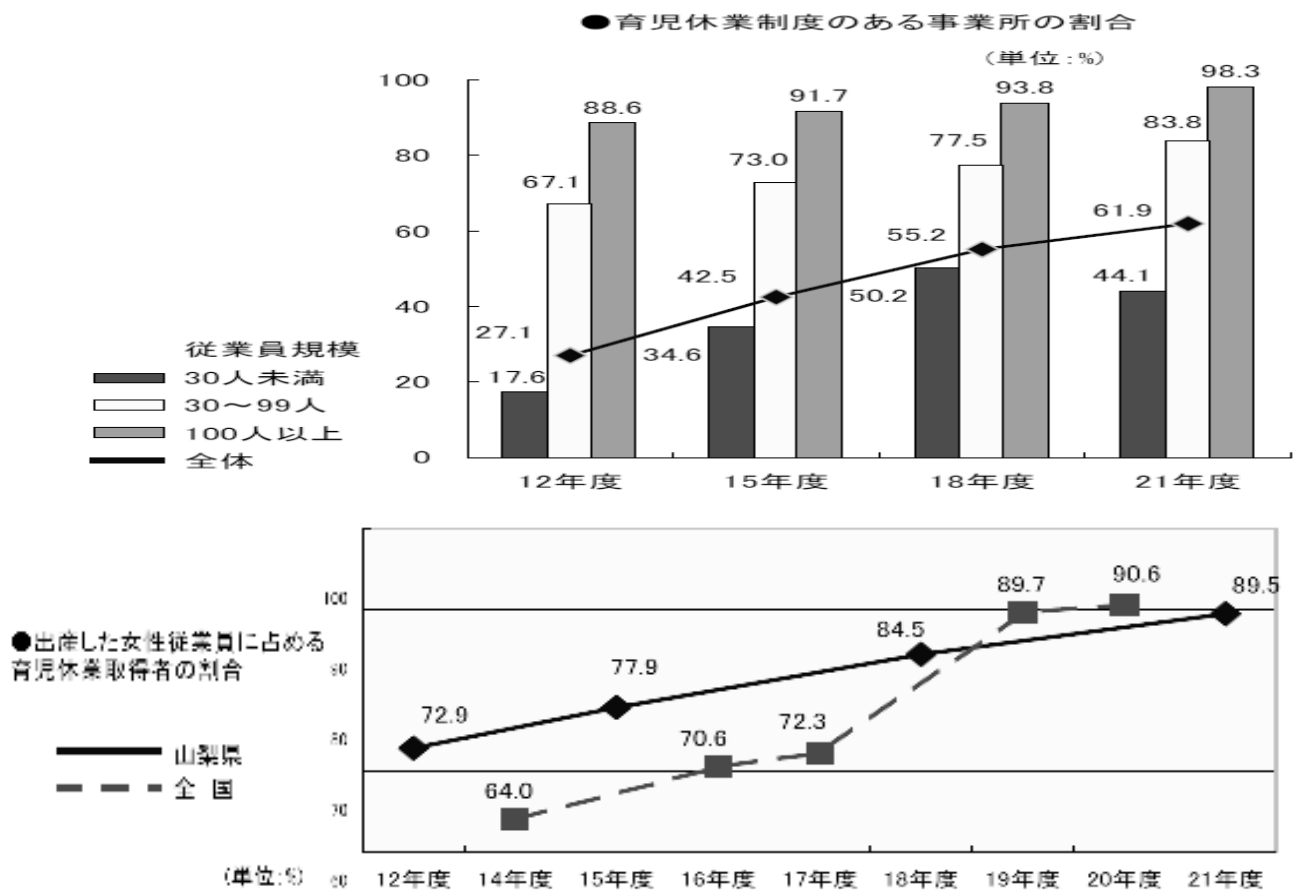 ●育児休業制度のある事業所の割合
(単位:%)
100
80
60
40
20
0
88.6
91.7
93.8
98.3
67.1
73.0
77.5
83.8
27.1
42.5
55.2
61.9
17.6
34.6
50.2
44.1
従業員規模
30人未満
30～99人
100人以上
全体
12年度
15年度
18年度
21年度
●出産した女性従業員に占める
育児休業取得者の割合
山梨県
全 国
(単位:%)
100
90
80
70
60
72.9
77.9
84.5
89.5
64.0
70.6
72.3
89.7
90.6
12年度
14年度
15年度
16年度
17年度
18年度
19年度
20年度
21年度